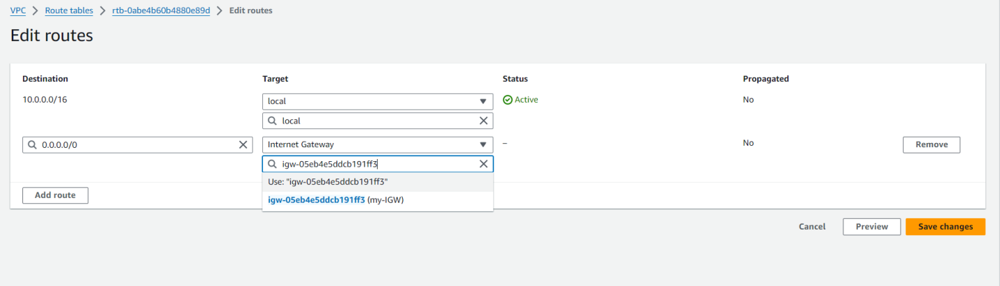 VPC > Route tables > rtb-0abe4b60b4880e89d > Edit routes
Edit routes
Destination Target Status Propagated
10.0.0.0/16 local Active No
local
0.0.0.0/0 Internet Gateway – No Remove
igw-05eb4e5ddcb191ff3
Use: "igw-05eb4e5ddcb191ff3"
Add route
igw-05eb4e5ddcb191ff3 (my-IGW)
Cancel Preview Save changes